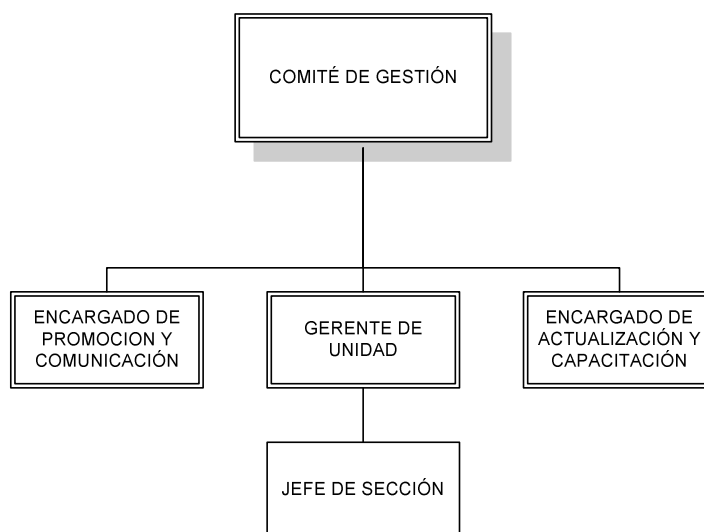 COMITÉ DE GESTIÓN
ENCARGADO DE
PROMOCION Y
COMUNICACIÓN
GERENTE DE
UNIDAD
ENCARGADO DE
ACTUALIZACIÓN Y
CAPACITACIÓN
JEFE DE SECCIÓN